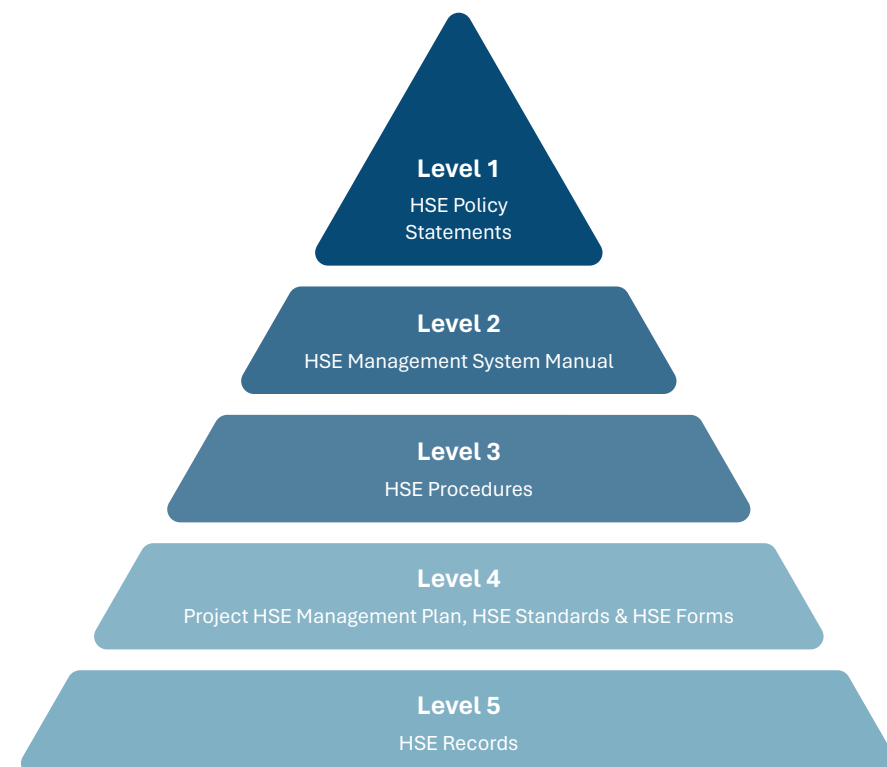 Level 1
HSE Policy
Statements
Level 2
HSE Management System Manual
Level 3
HSE Procedures
Level 4
Project HSE Management Plan, HSE Standards & HSE Forms
Level 5
HSE Records